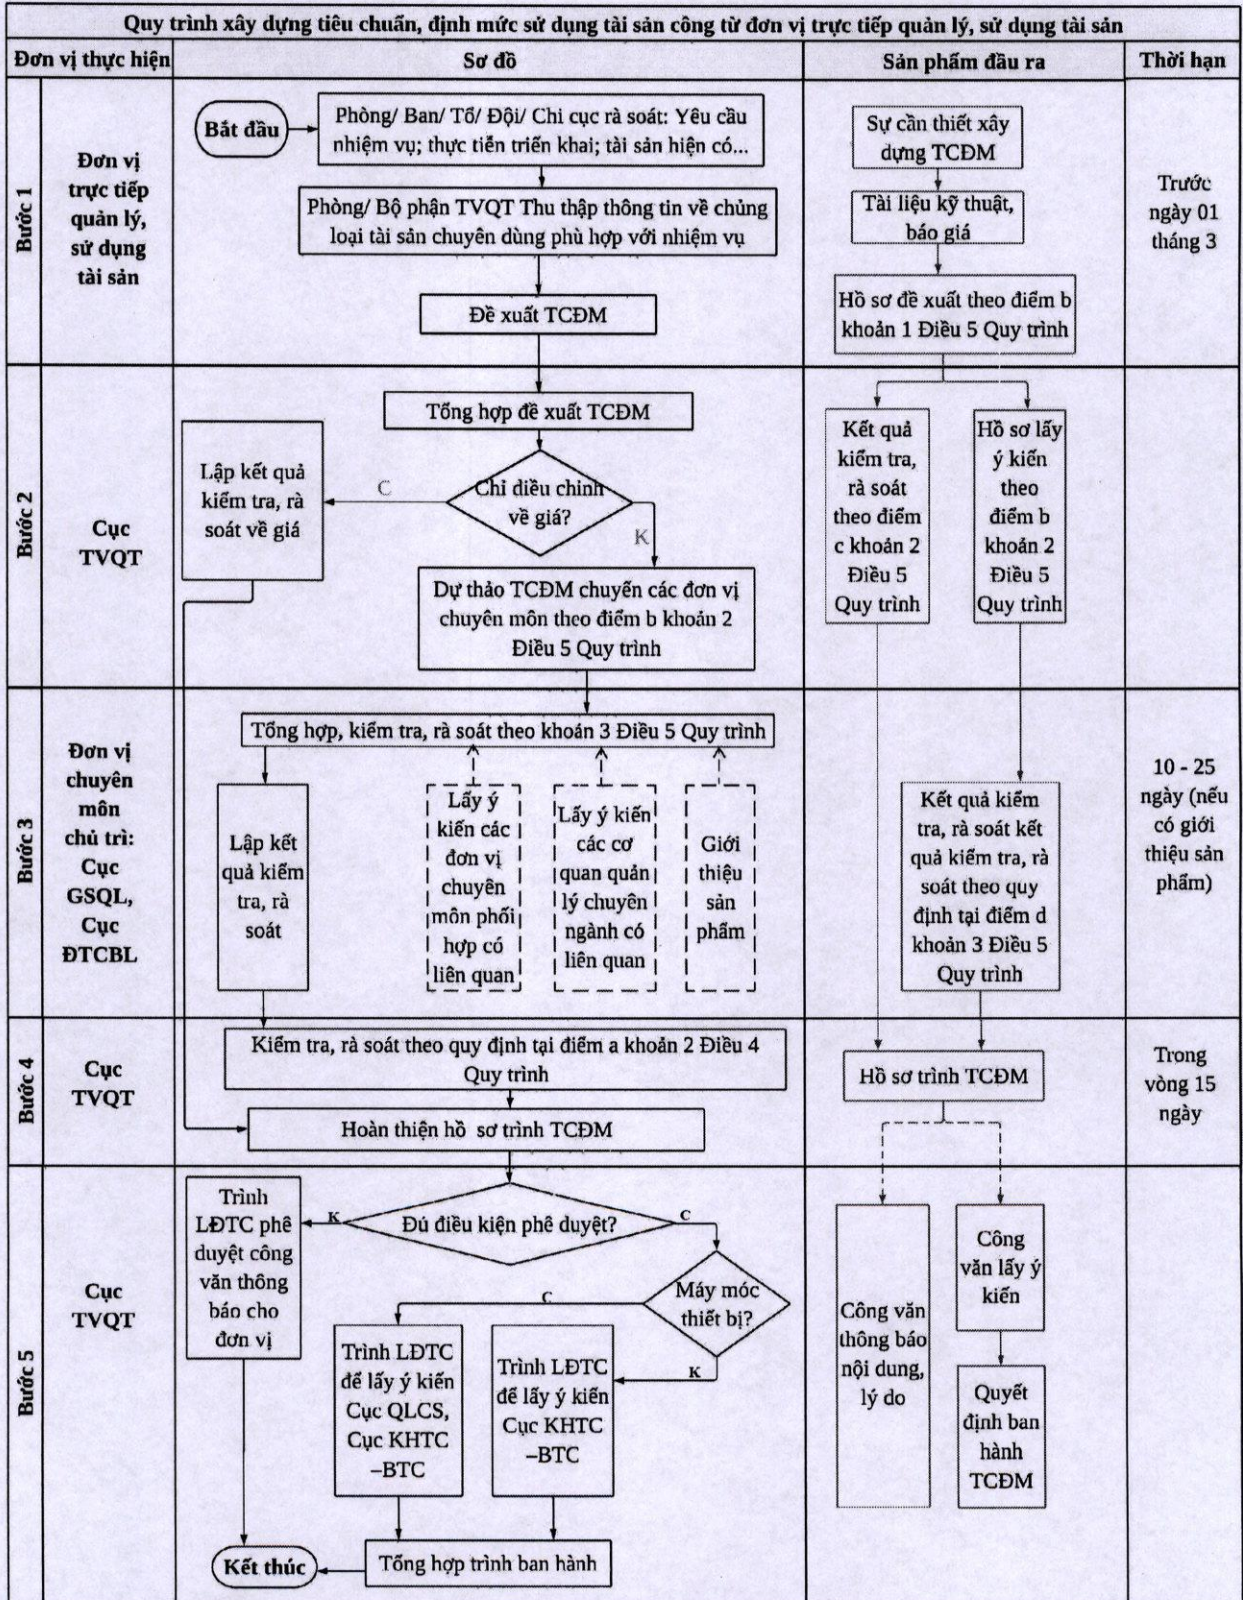 Quy trình xây dựng tiêu chuẩn, định mức sử dụng tài sản công từ đơn vị trực tiếp quản lý, sử dụng tài sản
Đơn vị thực hiện
Sơ đồ
Sản phẩm đầu ra
Thời hạn
Bước 1
Đơn vị
trực tiếp
quản lý,
sử dụng
tài sản
Bắt đầu
Phòng/ Ban/ Tổ/ Đội/ Chi cục rà soát: Yêu cầu
nhiệm vụ; thực tiễn triển khai; tài sản hiện có...
Phòng/ Bộ phận TVQT Thu thập thông tin về chủng
loại tài sản chuyên dùng phù hợp với nhiệm vụ
Đề xuất TCĐM
Sự cần thiết xây
dựng TCĐM
Tài liệu kỹ thuật,
báo giá
Hồ sơ đề xuất theo điểm b
khoản 1 Điều 5 Quy trình
Trước
ngày 01
tháng 3
Bước 2
Cục
TVQT
Tổng hợp đề xuất TCĐM
Chỉ điều chỉnh
về giá?
C
K
Lập kết quả
kiểm tra, rà
soát về giá
Dự thảo TCĐM chuyển các đơn vị
chuyên môn theo điểm b khoản 2
Điều 5 Quy trình
Kết quả
kiểm tra,
rà soát
theo điểm
c khoản 2
Điều 5
Quy trình
Hồ sơ lấy
ý kiến
theo
điểm b
khoản 2
Điều 5
Quy trình
Bước 3
Đơn vị
chuyên
môn
chủ trì:
Cục
GSQL,
Cục
ĐTCBL
Tổng hợp, kiểm tra, rà soát theo khoản 3 Điều 5 Quy trình
Lập kết
quả kiểm
tra, rà
soát
Lấy ý
kiến các
đơn vị
chuyên
môn phối
hợp có
liên quan
Lấy ý kiến
các cơ
quan quản
lý chuyên
ngành có
liên quan
Giới
thiệu
sản
phẩm
Kết quả kiểm
tra, rà soát kết
quả kiểm tra, rà
soát theo quy
định tại điểm d
khoản 3 Điều 5
Quy trình
10 - 25
ngày (nếu
có giới
thiệu sản
phẩm)
Bước 4
Cục
TVQT
Kiểm tra, rà soát theo quy định tại điểm a khoản 2 Điều 4
Quy trình
Hoàn thiện hồ sơ trình TCĐM
Hồ sơ trình TCĐM
Trong
vòng 15
ngày
Bước 5
Cục
TVQT
Đủ điều kiện phê duyệt?
K
C
Trình
LĐTC phê
duyệt công
văn thông
báo cho
đơn vị
Máy móc
thiết bị?
C
K
Trình LĐTC
để lấy ý kiến
Cục QLCS,
Cục KHTC
–BTC
Trình LĐTC
để lấy ý kiến
Cục KHTC
–BTC
Tổng hợp trình ban hành
Kết thúc
Công văn
thông báo
nội dung,
lý do
Công
văn lấy ý
kiến
Quyết
định ban
hành
TCĐM